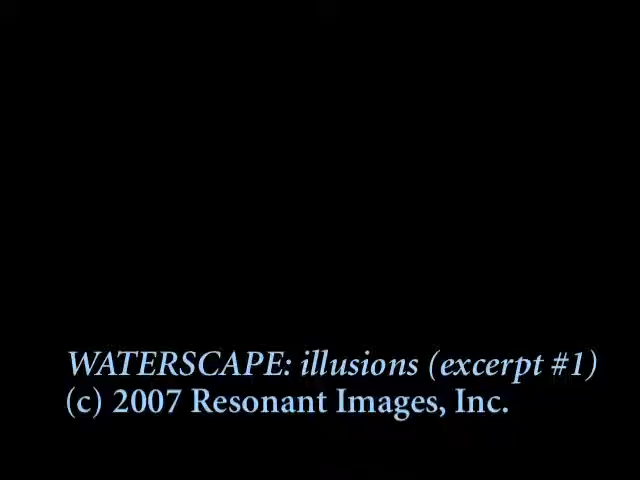 WATERSCAPE: illusions (excerpt #1)
(c) 2007 Resonant Images, Inc.